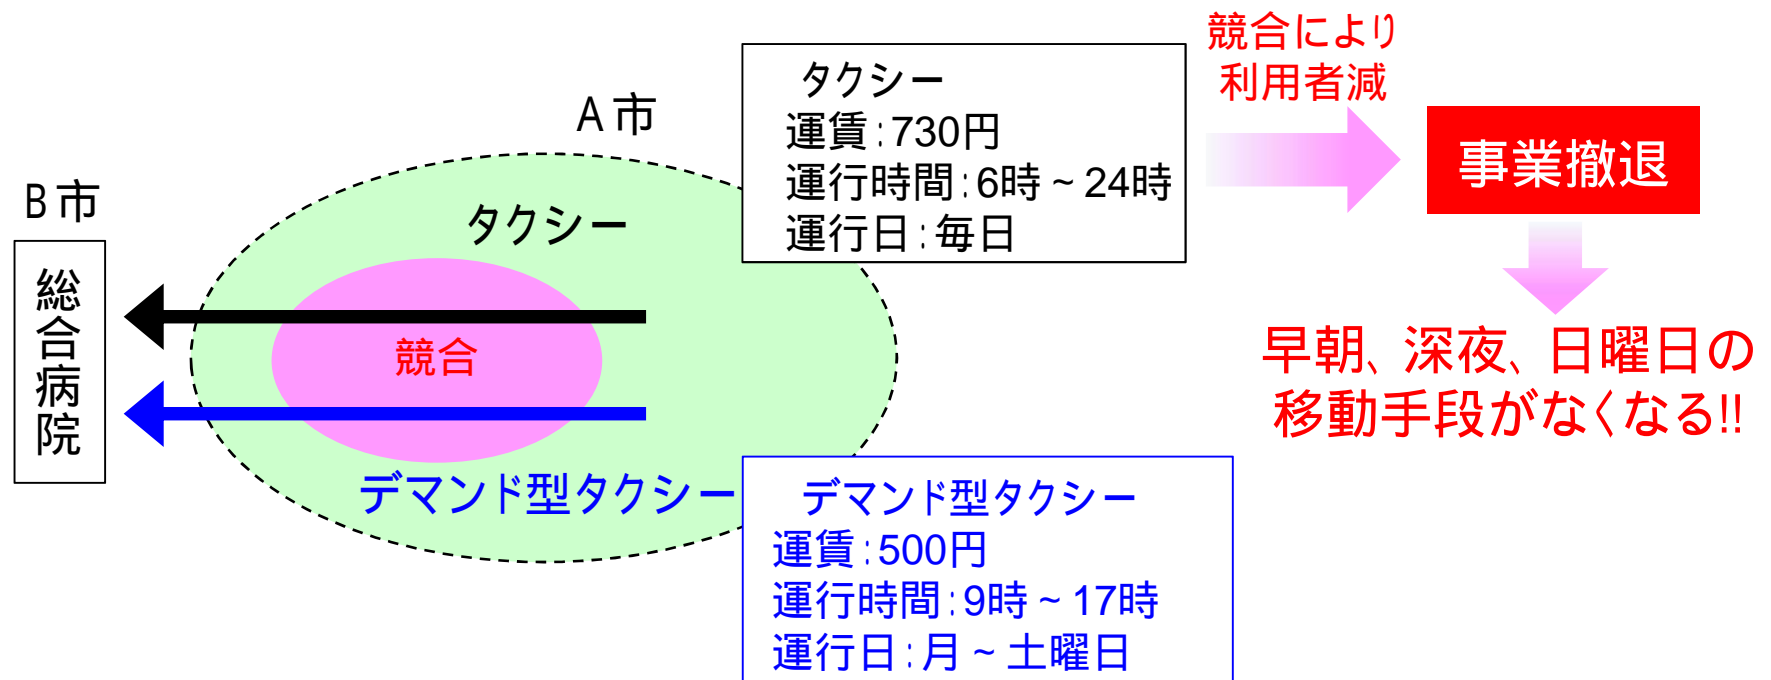 競合により
利用者減
タクシー
運賃：730円
運行時間：6時～24時
運行日：毎日
A市
事業撤退
B市
タクシー
総合病院
競合
早朝、深夜、日曜日の
移動手段がなくなる!!
デマンド型タクシー
デマンド型タクシー
運賃：500円
運行時間：9時～17時
運行日：月～土曜日